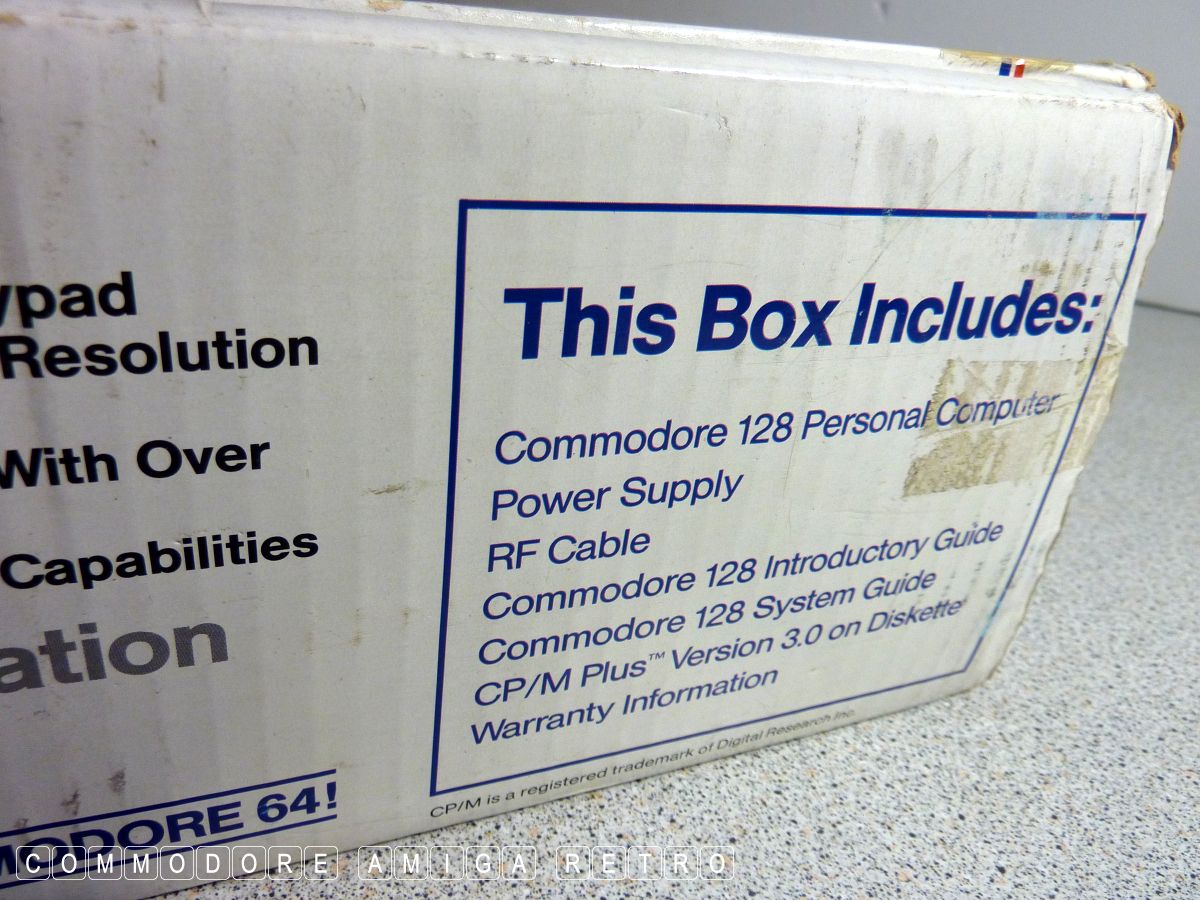 ypad
Resolution
With Over
Capabilities
ation
MODORE 64!
This Box Includes:
Commodore 128 Personal Computer
Power Supply
RF Cable
Commodore 128 Introductory Guide
Commodore 128 System Guide
CP/M Plus™ Version 3.0 on Diskette
Warranty Information
CP/M is a registered trademark of Digital Research Inc.
COMMODORE AMIGA RETRO